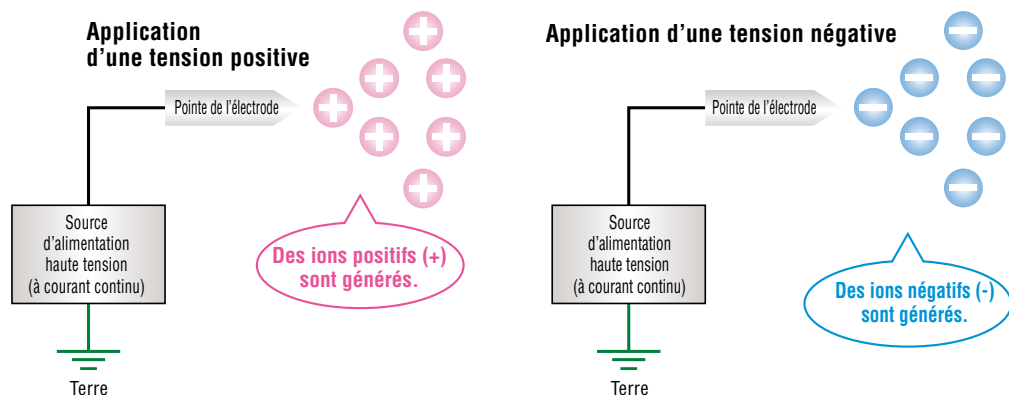 Application
d'une tension positive
Pointe de l'électrode
Source
d'alimentation
haute tension
(à courant continu)
Terre
Des ions positifs (+)
sont générés.
Application d'une tension négative
Pointe de l'électrode
Source
d'alimentation
haute tension
(à courant continu)
Terre
Des ions négatifs (-)
sont générés.